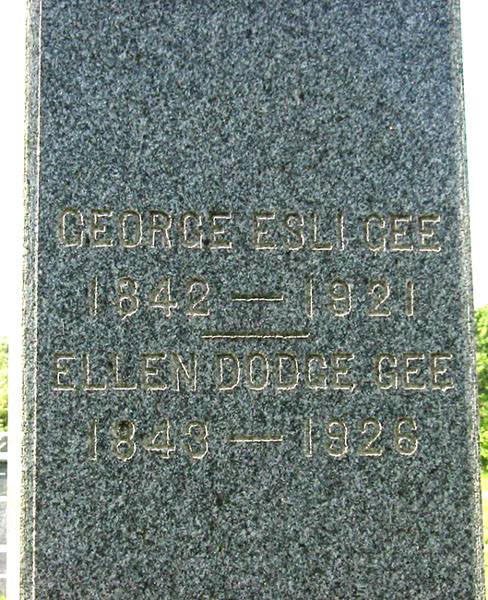 GEORGE ESLI GEE
1842 — 1921
ELLEN DODGE GEE
1843 — 1926